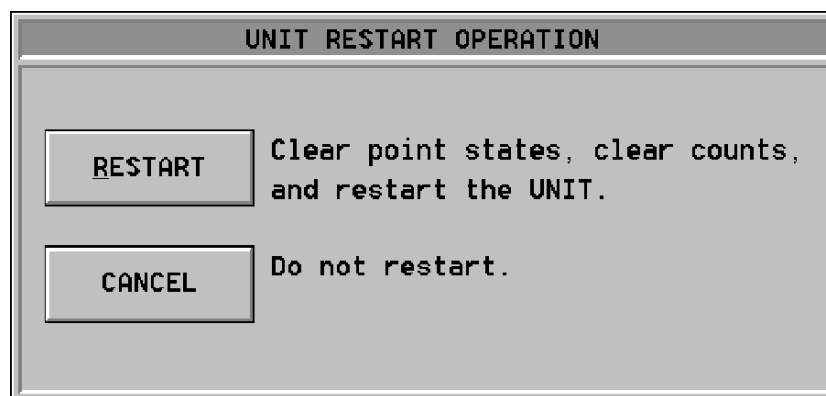 UNIT RESTART OPERATION
RESTART
Clear point states, clear counts,
and restart the UNIT.
CANCEL
Do not restart.